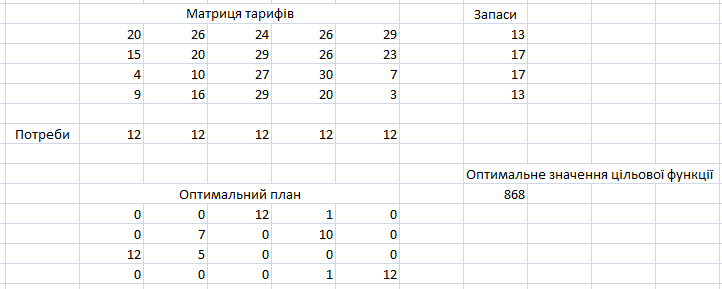 Матриця тарифів Запаси
20 26 24 26 29 13
15 20 29 26 23 17
4 10 27 30 7 17
9 16 29 20 3 13
Потреби 12 12 12 12 12
Оптимальне значення цільової функції
Оптимальний план 868
0 0 12 1 0
0 7 0 10 0
12 5 0 0 0
0 0 0 1 12